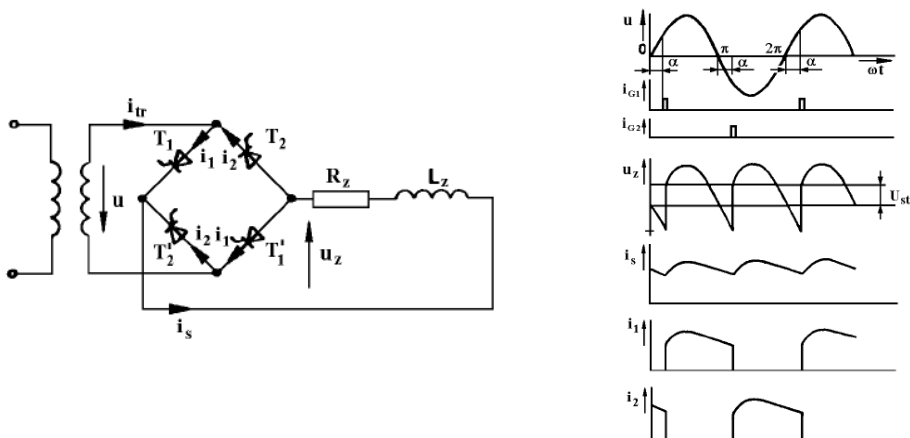 i_tr
T_1
T_2
i_1
i_2
R_z
L_z
u
i_2
i_1
T'_2
T'_1
u_z
i_s
u
0
π
2π
α
α
α
ωt
i_G1
i_G2
u_z
U_st
i_s
i_1
i_2